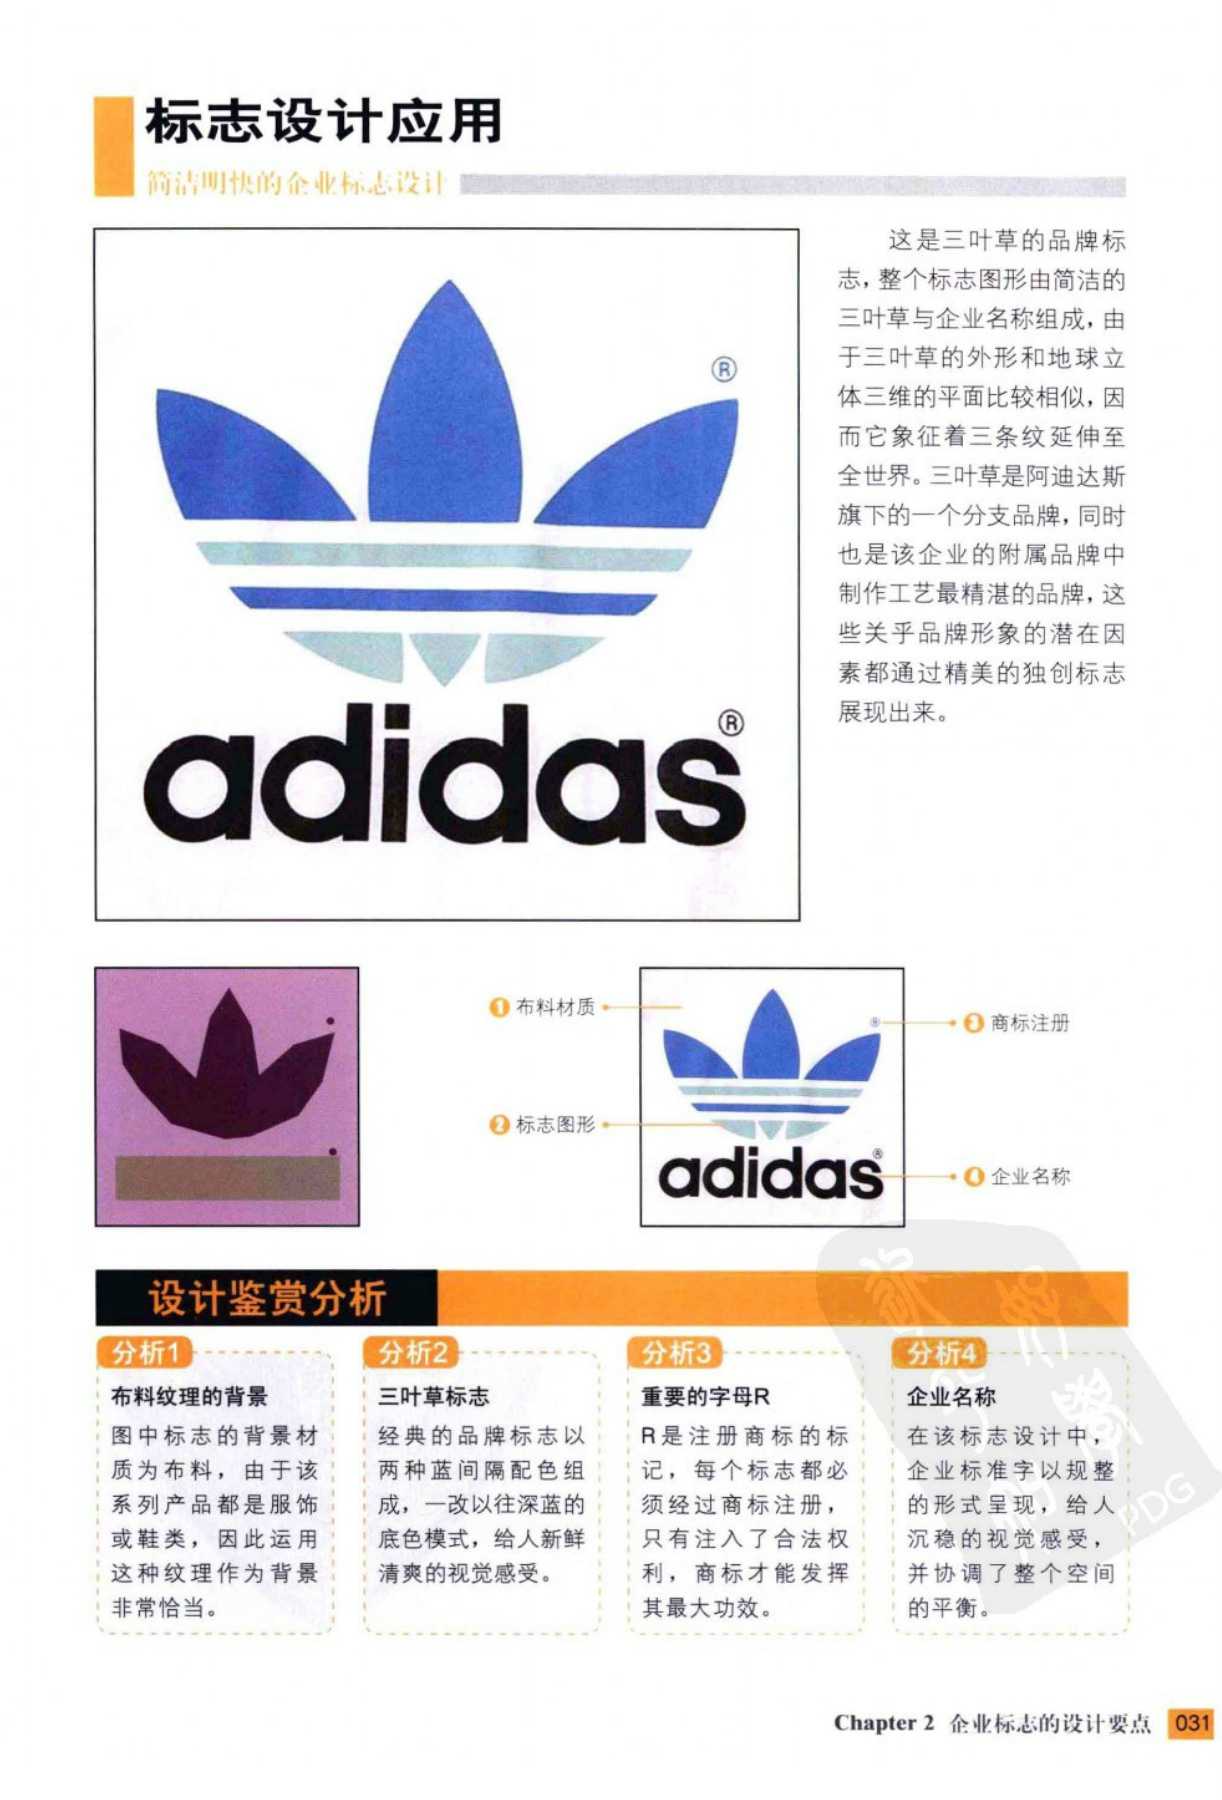 标志设计应用
简洁明快的企业标志设计
这是三叶草的品牌标
志，整个标志图形由简洁的
三叶草与企业名称组成，由
于三叶草的外形和地球立
体三维的平面比较相似，因
而它象征着三条纹延伸至
全世界。三叶草是阿迪达斯
旗下的一个分支品牌，同时
也是该企业的附属品牌中
制作工艺最精湛的品牌，这
些关乎品牌形象的潜在因
素都通过精美的独创标志
展现出来。
®
adidas®
1 布料材质
2 标志图形
®
adidas®
3 商标注册
4 企业名称
设计鉴赏分析
分析1
布料纹理的背景
图中标志的背景材
质为布料，由于该
系列产品都是服饰
或鞋类，因此运用
这种纹理作为背景
非常恰当。
分析2
三叶草标志
经典的品牌标志以
两种蓝间隔配色组
成，一改以往深蓝的
底色模式，给人新鲜
清爽的视觉感受。
分析3
重要的字母R
R是注册商标的标
记，每个标志都必
须经过商标注册，
只有注入了合法权
利，商标才能发挥
其最大功效。
分析4
企业名称
在该标志设计中，
企业标准字以规整
的形式呈现，给人
沉稳的视觉感受，
并协调了整个空间
的平衡。
PDG
Chapter 2 企业标志的设计要点 031